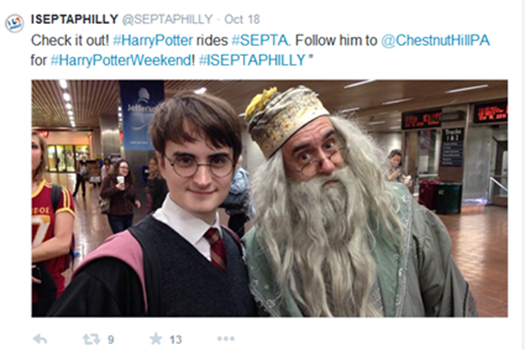 ISEPTAPHILLY @SEPTAPHILLY · Oct 18
Check it out! #HarryPotter rides #SEPTA. Follow him to @ChestnutHillPA
for #HarryPotterWeekend! #ISEPTAPHILLY "
Jefferson
9 13